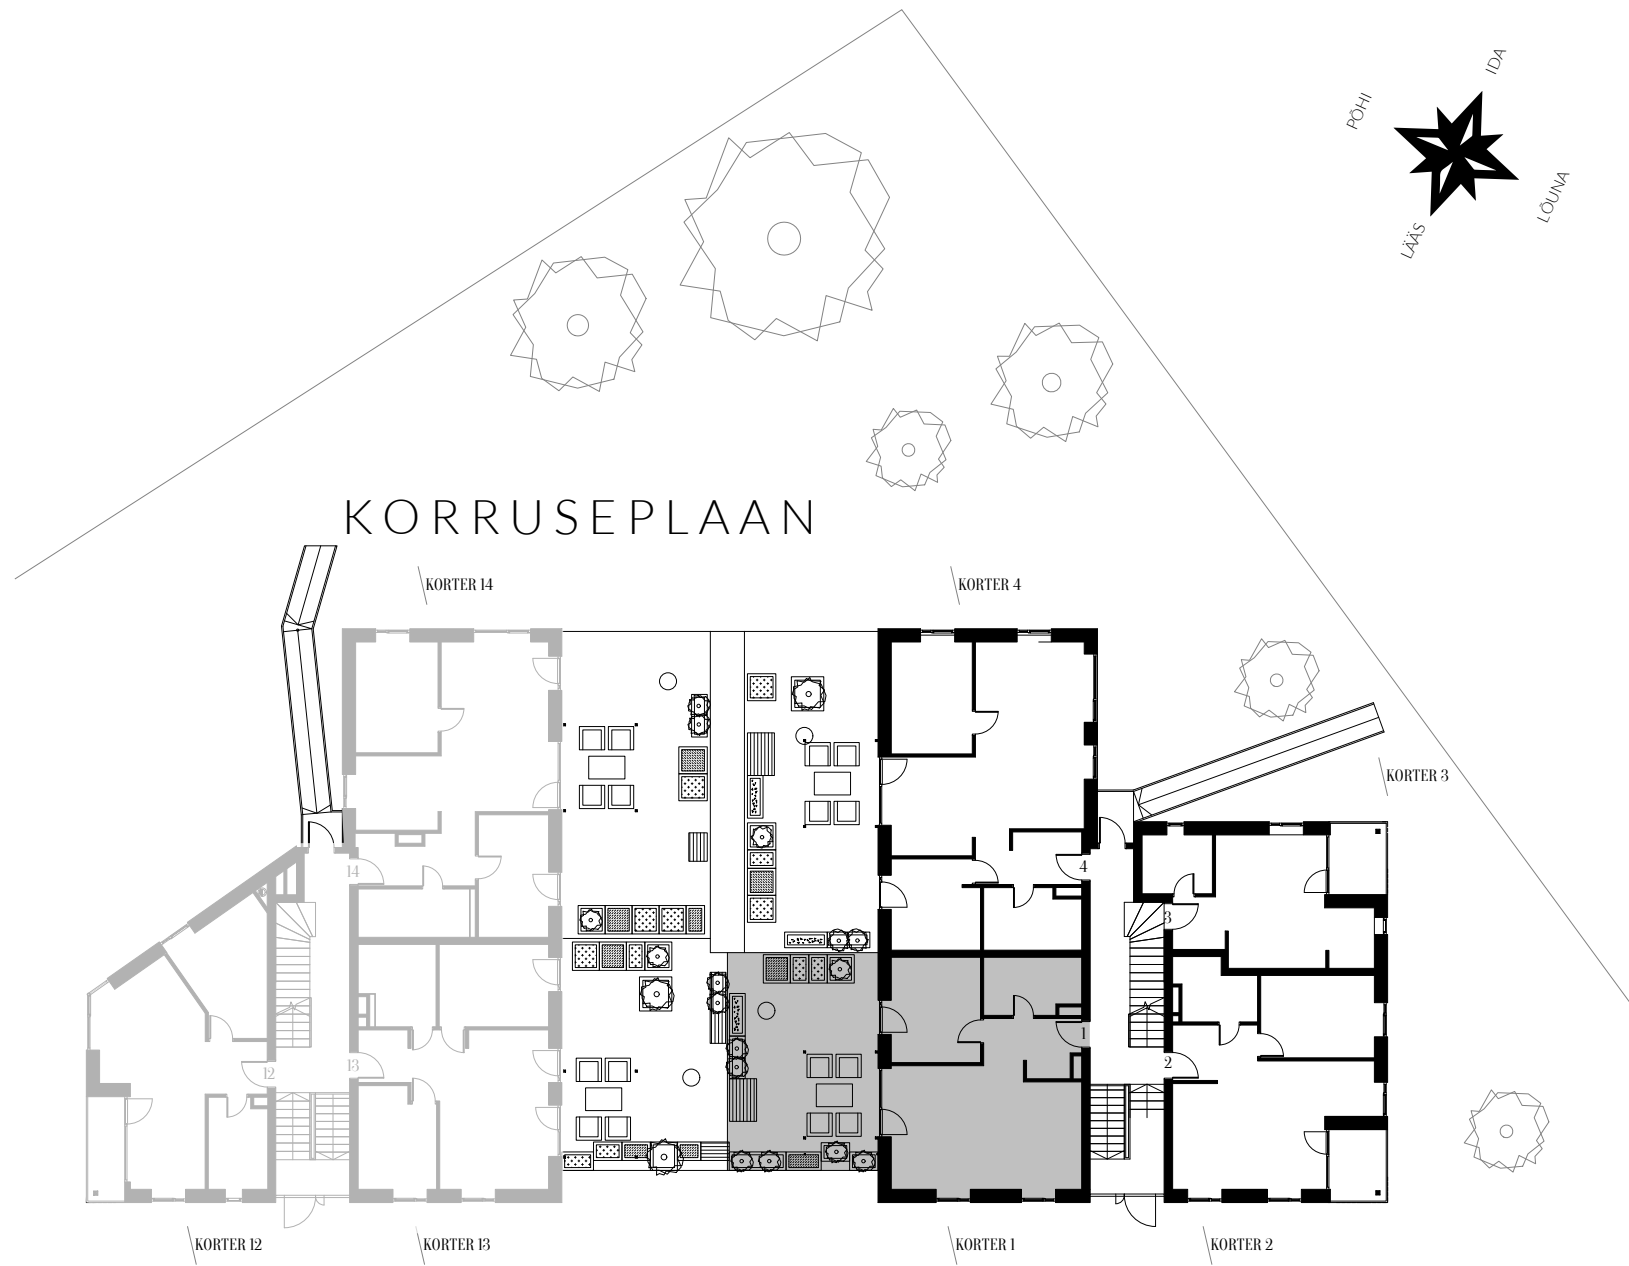 IDA
PÕHI
LÕUNA
LÄÄS
KORRUSEPLAAN
KORTER 14
KORTER 4
KORTER 3
14
4
3
1
13
12
2
KORTER 12
KORTER 13
KORTER 1
KORTER 2